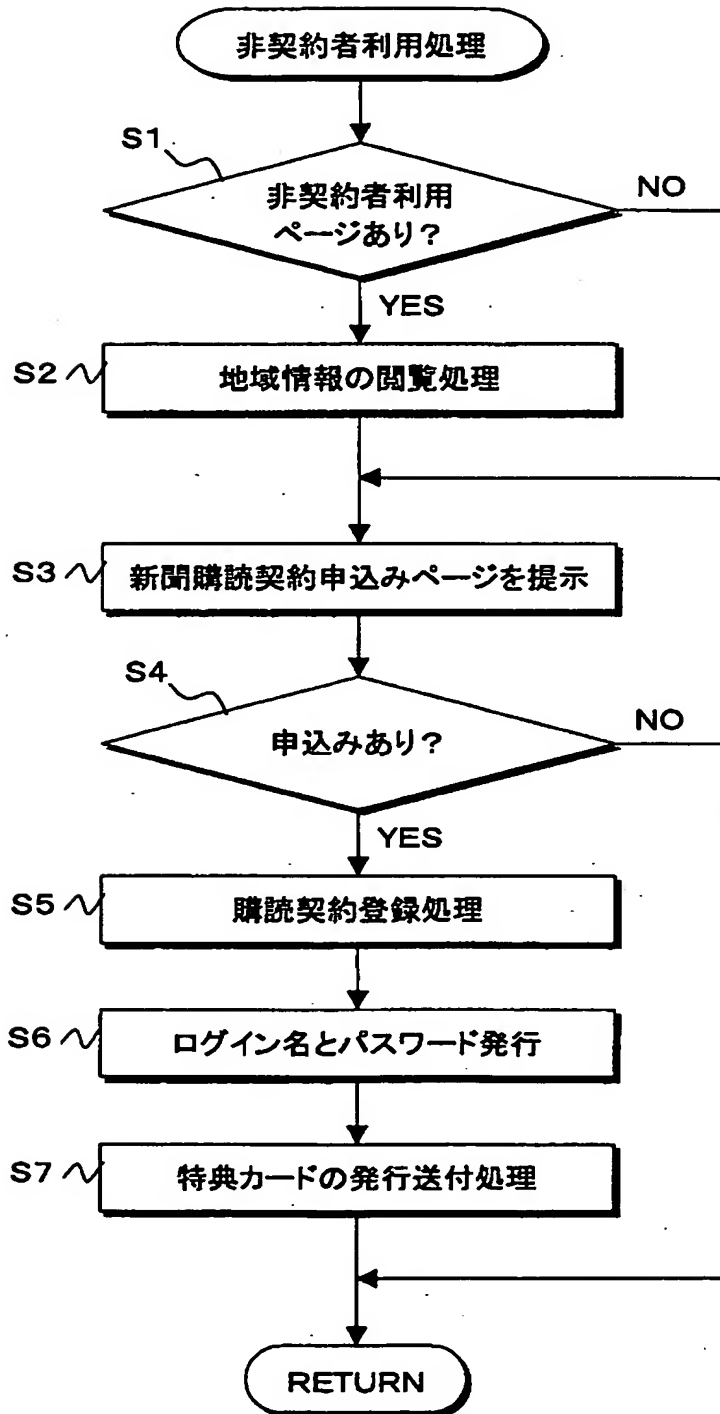 非契約者利用処理
S1
非契約者利用
ページあり?
NO
YES
S2
地域情報の閲覧処理
S3
新聞購読契約申込みページを提示
S4
申込みあり?
NO
YES
S5
購読契約登録処理
S6
ログイン名とパスワード発行
S7
特典カードの発行送付処理
RETURN